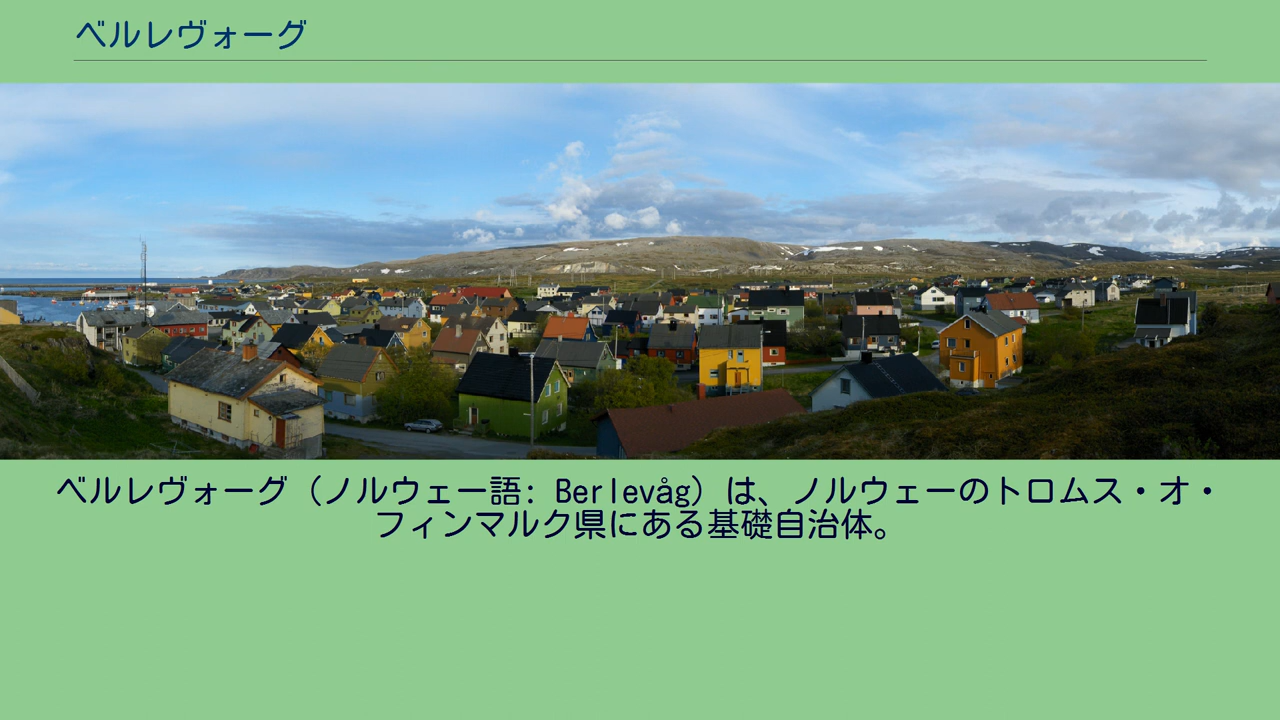 ベルレヴォーグ
ベルレヴォーグ（ノルウェー語: Berlevåg）は、ノルウェーのトロムス・オ・
フィンマルク県にある基礎自治体。